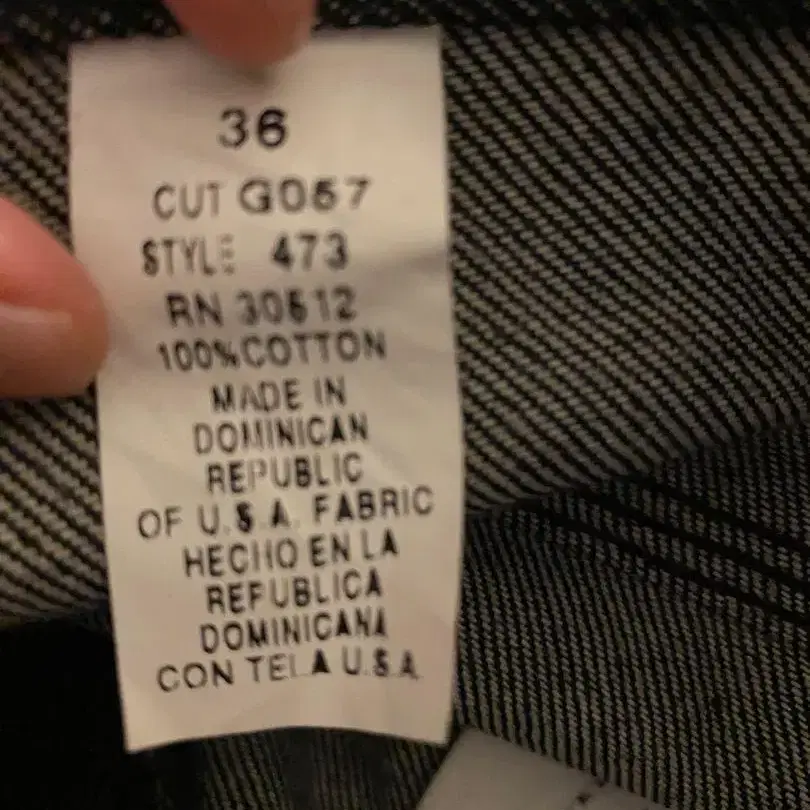 36
CUT G057
STYLE 473
RN 30512
100%COTTON
MADE IN
DOMINICAN
REPUBLIC
OF U.S.A. FABRIC
HECHO EN LA
REPUBLICA
DOMINICANA
CON TELA U.S.A